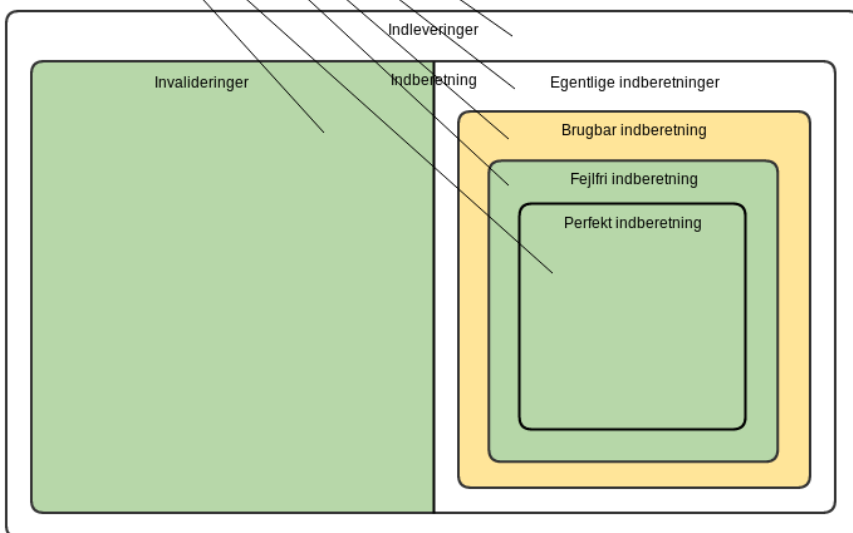 Indleveringer
Indberetning
Invalideringer
Egentlige indberetninger
Brugbar indberetning
Fejlfri indberetning
Perfekt indberetning